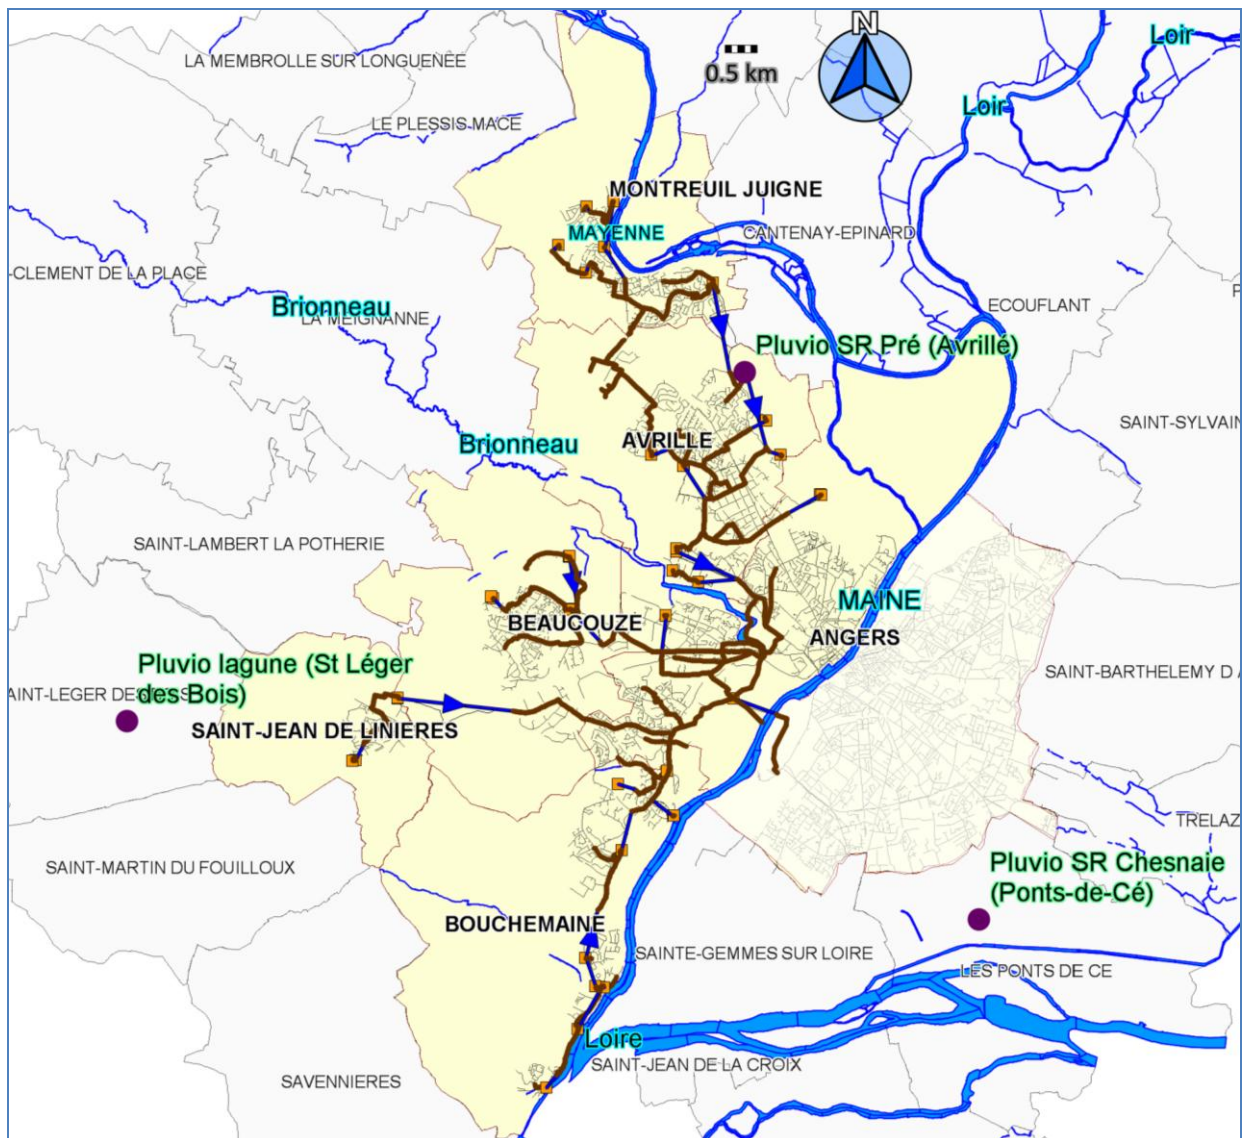 N
Loir
LA MEMBROLLE SUR LONGUENÉE
0.5 km
Loir
LE PLESSIS MACE
MONTREUIL JUIGNE
MAYENNE
CANTENAY-EPINARD
-CLEMENT DE LA PLACE
Brionneau
LA MEIGNANNE
ECOUFLANT
Pluvio SR Pré (Avrillé)
SAINT-SYLVAIN
Brionneau
AVRILLE
SAINT-LAMBERT LA POTHERIE
MAINE
BEAUCOUZE
ANGERS
Pluvio lagune (St Léger
des Bois)
SAINT-BARTHELEMY D A
AINT-LEGER DES
SAINT-JEAN DE LINIERES
TRELAZ
Pluvio SR Chesnaie
(Ponts-de-Cé)
SAINT-MARTIN DU FOUILLOUX
BOUCHEMAINE
SAINTE-GEMMES SUR LOIRE
LES PONTS DE CE
Loire
SAINT-JEAN DE LA CROIX
SAVENNIERES